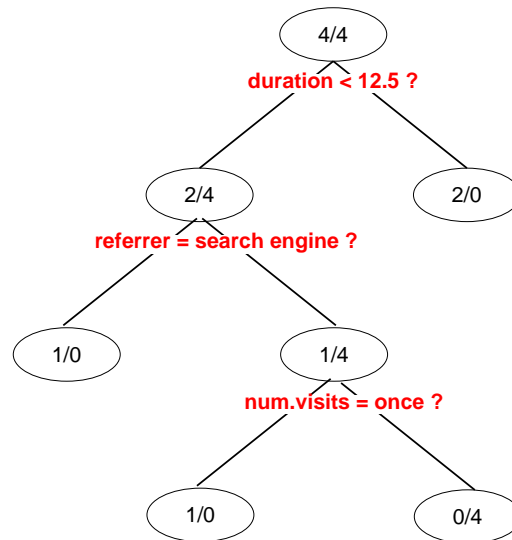 4/4
duration < 12.5 ?
2/4
2/0
referrer = search engine ?
1/0
1/4
num.visits = once ?
1/0
0/4